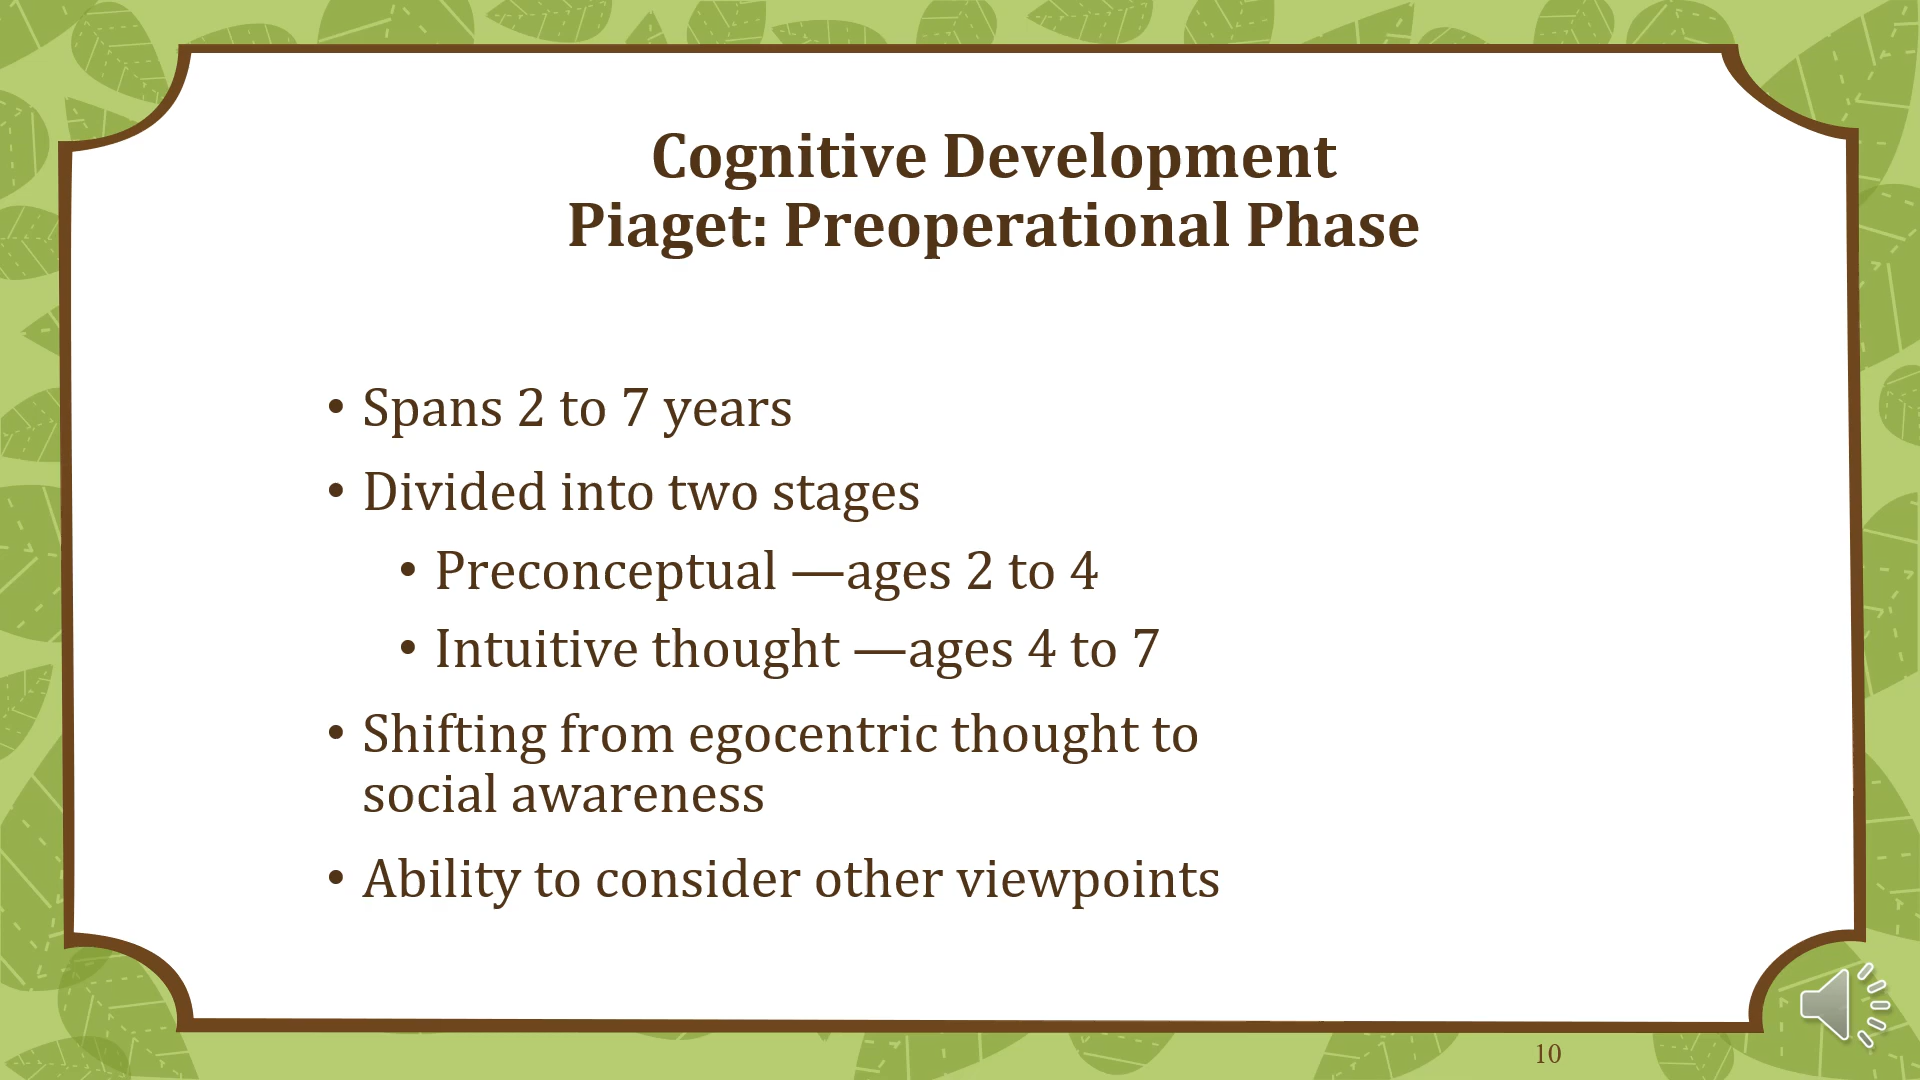 Cognitive Development
Piaget: Preoperational Phase
• Spans 2 to 7 years
• Divided into two stages
• Preconceptual —ages 2 to 4
• Intuitive thought —ages 4 to 7
• Shifting from egocentric thought to
social awareness
• Ability to consider other viewpoints
10